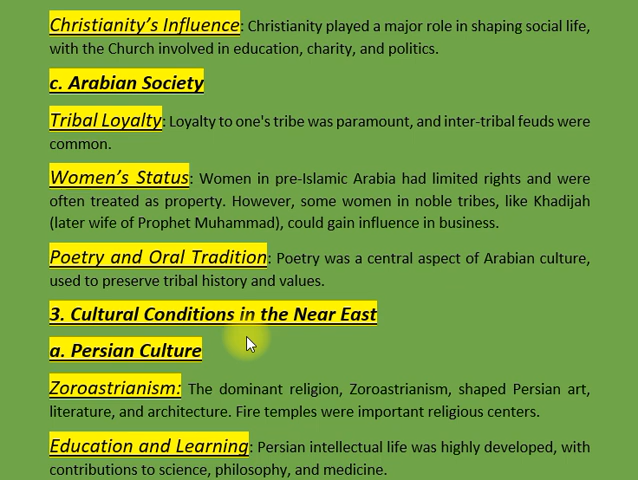 Christianity's Influence: Christianity played a major role in shaping social life,
with the Church involved in education, charity, and politics.
c. Arabian Society
Tribal Loyalty: Loyalty to one's tribe was paramount, and inter-tribal feuds were
common.
Women's Status: Women in pre-Islamic Arabia had limited rights and were
often treated as property. However, some women in noble tribes, like Khadijah
(later wife of Prophet Muhammad), could gain influence in business.
Poetry and Oral Tradition: Poetry was a central aspect of Arabian culture,
used to preserve tribal history and values.
3. Cultural Conditions in the Near East
a. Persian Culture
Zoroastrianism: The dominant religion, Zoroastrianism, shaped Persian art,
literature, and architecture. Fire temples were important religious centers.
Education and Learning: Persian intellectual life was highly developed, with
contributions to science, philosophy, and medicine.